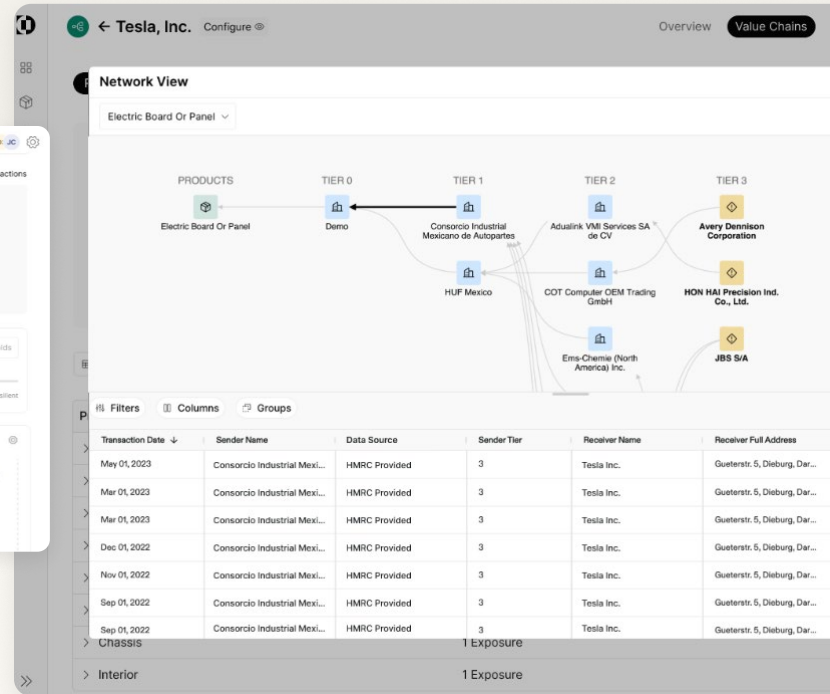 ← Tesla, Inc. Configure
Overview Value Chains
Network View
Electric Board Or Panel
JC
PRODUCTS TIER 0 TIER 1 TIER 2 TIER 3
Electric Board Or Panel
Demo
Consorcio Industrial
Mexicano de Autopartes
Adualink VMI Services SA
de CV
Avery Dennison
Corporation
HUF Mexico
COT Computer OEM Trading
GmbH
HON HAI Precision Ind.
Co., Ltd.
Ems-Chemie (North
America) Inc.
JBS S/A
Filters Columns Groups
Transaction Date ↓ Sender Name Data Source Sender Tier Receiver Name Receiver Full Address
May 01, 2023 Consorcio Industrial Mexi... HMRC Provided 3 Tesla Inc. Gueterstr. 5, Dieburg, Dar...
Mar 01, 2023 Consorcio Industrial Mexi... HMRC Provided 3 Tesla Inc. Gueterstr. 5, Dieburg, Dar...
Mar 01, 2023 Consorcio Industrial Mexi... HMRC Provided 3 Tesla Inc. Gueterstr. 5, Dieburg, Dar...
Dec 01, 2022 Consorcio Industrial Mexi... HMRC Provided 3 Tesla Inc. Gueterstr. 5, Dieburg, Dar...
Nov 01, 2022 Consorcio Industrial Mexi... HMRC Provided 3 Tesla Inc. Gueterstr. 5, Dieburg, Dar...
Sep 01, 2022 Consorcio Industrial Mexi... HMRC Provided 3 Tesla Inc. Gueterstr. 5, Dieburg, Dar...
Sep 01, 2022 Consorcio Industrial Mexi... HMRC Provided 3 Tesla Inc. Gueterstr. 5, Dieburg, Dar...
Chassis 1 Exposure
Interior 1 Exposure